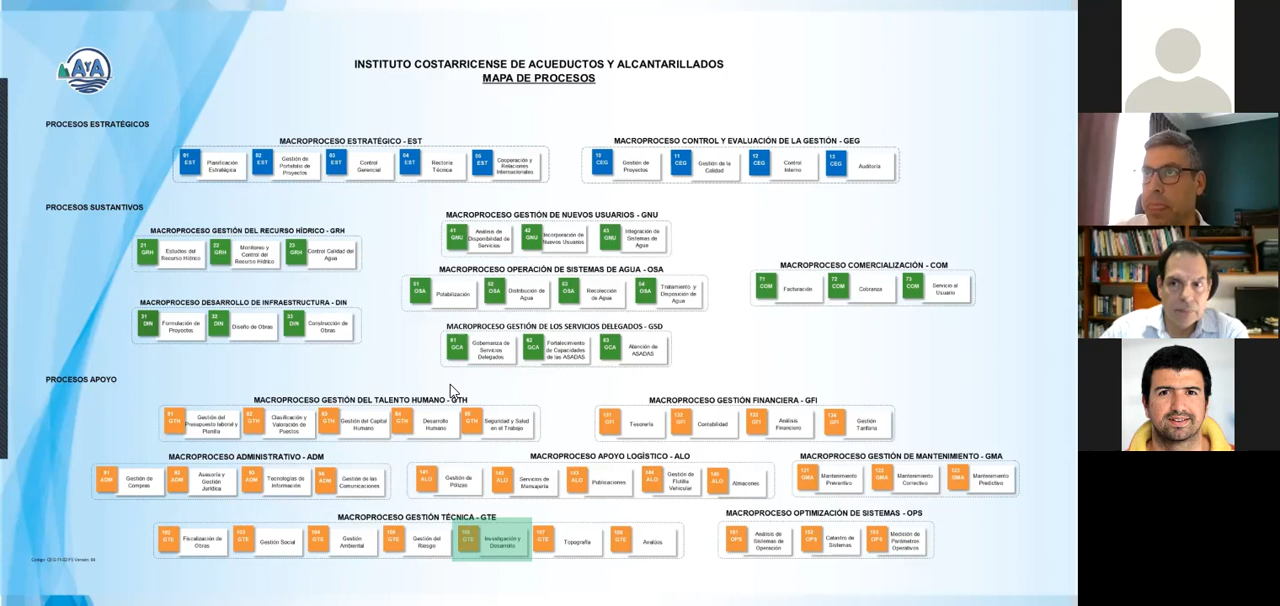 AyA
INSTITUTO COSTARRICENSE DE ACUEDUCTOS Y ALCANTARILLADOS
MAPA DE PROCESOS
PROCESOS ESTRATÉGICOS
MACROPROCESO ESTRATÉGICO - EST
01 EST Planificación Estratégica
02 EST Gestión de Portafolio de Proyectos
03 EST Control Gerencial
04 EST Rectoría Técnica
05 EST Cooperación y Relaciones Internacionales
MACROPROCESO CONTROL Y EVALUACIÓN DE LA GESTIÓN - GEG
10 CEG Gestión de Proyectos
11 CEG Gestión de la Calidad
12 CEG Control Interno
13 CEG Auditoría
PROCESOS SUSTANTIVOS
MACROPROCESO GESTIÓN DEL RECURSO HÍDRICO - GRH
21 GRH Estudios del Recurso Hídrico
22 GRH Monitoreo y Control del Recurso Hídrico
23 GRH Control Calidad del Agua
MACROPROCESO DESARROLLO DE INFRAESTRUCTURA - DIN
31 DIN Formulación de Proyectos
32 DIN Diseño de Obras
33 DIN Construcción de Obras
MACROPROCESO GESTIÓN DE NUEVOS USUARIOS - GNU
41 GNU Análisis de Disponibilidad de Servicios
42 GNU Incorporación de Nuevos Usuarios
43 GNU Integración de Sistemas de Agua
MACROPROCESO OPERACIÓN DE SISTEMAS DE AGUA - OSA
51 OSA Potabilización
52 OSA Distribución de Agua
53 OSA Recolección de Agua
54 OSA Tratamiento y Disposición de Agua
MACROPROCESO GESTIÓN DE LOS SERVICIOS DELEGADOS - GSD
61 GCA Gobernanza de Servicios Delegados
62 GCA Fortalecimiento de Capacidades de las ASADAS
63 GCA Atención de ASADAS
MACROPROCESO COMERCIALIZACIÓN - COM
71 COM Facturación
72 COM Cobranza
73 COM Servicio al Usuario
PROCESOS APOYO
MACROPROCESO GESTIÓN DEL TALENTO HUMANO - GTH
81 GTH Gestión del Presupuesto laboral y Planilla
82 GTH Clasificación y Valoración de Puestos
83 GTH Gestión del Capital Humano
84 GTH Desarrollo Humano
85 GTH Seguridad y Salud en el Trabajo
MACROPROCESO GESTIÓN FINANCIERA - GFI
131 GFI Tesorería
132 GFI Contabilidad
133 GFI Análisis Financiero
134 GFI Gestión Tarifaria
MACROPROCESO ADMINISTRATIVO - ADM
91 ADM Gestión de Compras
92 ADM Asesoría y Gestión Jurídica
93 ADM Tecnologías de Información
94 ADM Gestión de las Comunicaciones
MACROPROCESO APOYO LOGÍSTICO - ALO
141 ALO Gestión de Pólizas
142 ALO Servicios de Mensajería
143 ALO Publicaciones
144 ALO Gestión de Flotilla Vehicular
145 ALO Almacenes
MACROPROCESO GESTIÓN DE MANTENIMIENTO - GMA
121 GMA Mantenimiento Preventivo
122 GMA Mantenimiento Correctivo
123 GMA Mantenimiento Predictivo
MACROPROCESO GESTIÓN TÉCNICA - GTE
102 GTE Fiscalización de Obras
103 GTE Gestión Social
104 GTE Gestión Ambiental
105 GTE Gestión del Riesgo
106 GTE Investigación y Desarrollo
107 GTE Topografía
108 GTE Análisis
MACROPROCESO OPTIMIZACIÓN DE SISTEMAS - OPS
151 OPS Análisis de Sistemas de Operación
152 OPS Catastro de Sistemas
153 OPS Medición de Parámetros Operativos